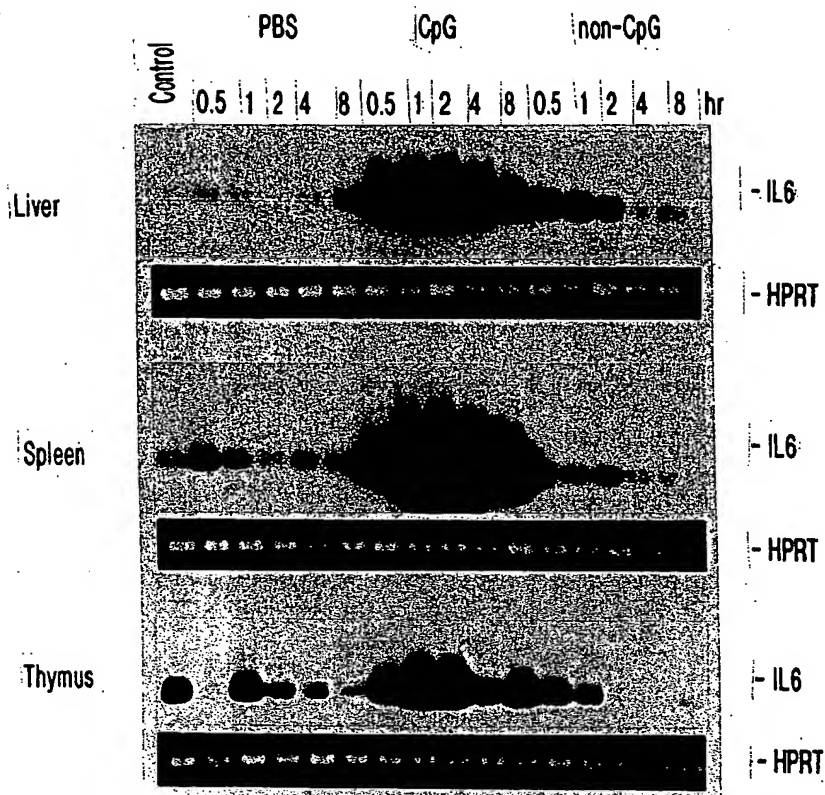 PBS CpG non-CpG
Control 0.5 1 2 4 8 0.5 1 2 4 8 0.5 1 2 4 8 hr
Liver - IL6
- HPRT
Spleen - IL6
- HPRT
Thymus - IL6
- HPRT